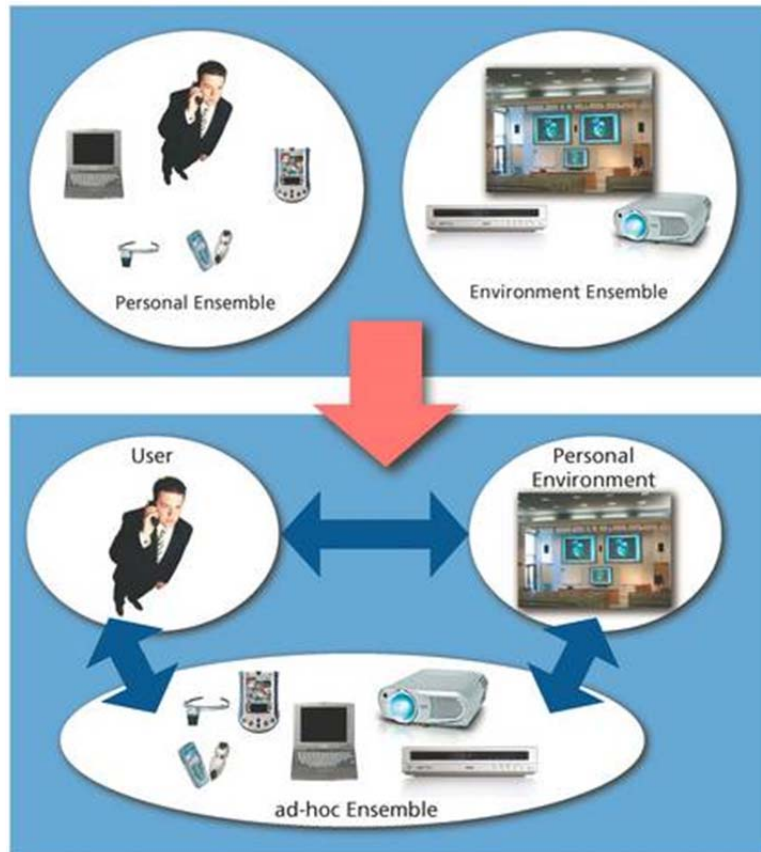 Personal Ensemble
Environment Ensemble
User
Personal
Environment
ad-hoc Ensemble